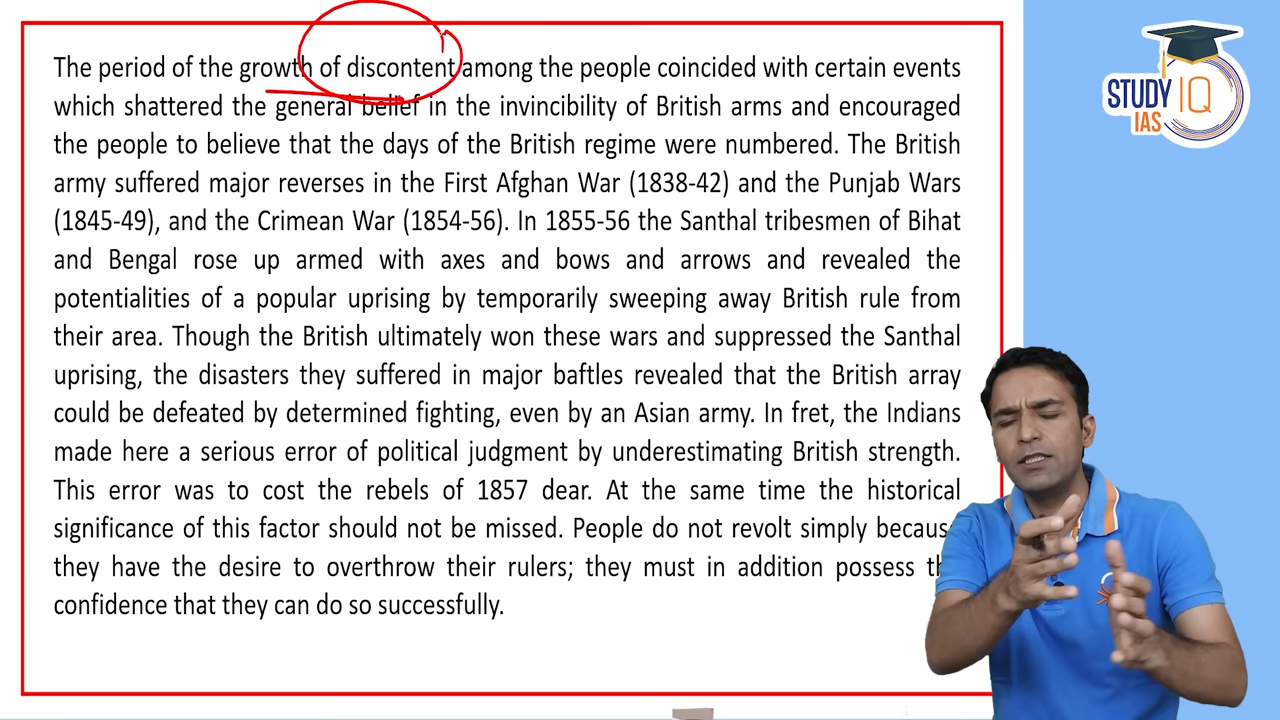 The period of the growth of discontent among the people coincided with certain events
which shattered the general belief in the invincibility of British arms and encouraged
the people to believe that the days of the British regime were numbered. The British
army suffered major reverses in the First Afghan War (1838-42) and the Punjab Wars
(1845-49), and the Crimean War (1854-56). In 1855-56 the Santhal tribesmen of Bihat
and Bengal rose up armed with axes and bows and arrows and revealed the
potentialities of a popular uprising by temporarily sweeping away British rule from
their area. Though the British ultimately won these wars and suppressed the Santhal
uprising, the disasters they suffered in major baftles revealed that the British array
could be defeated by determined fighting, even by an Asian army. In fret, the Indians
made here a serious error of political judgment by underestimating British strength.
This error was to cost the rebels of 1857 dear. At the same time the historical
significance of this factor should not be missed. People do not revolt simply becaus
they have the desire to overthrow their rulers; they must in addition possess th
confidence that they can do so successfully.
STUDY IQ
IAS